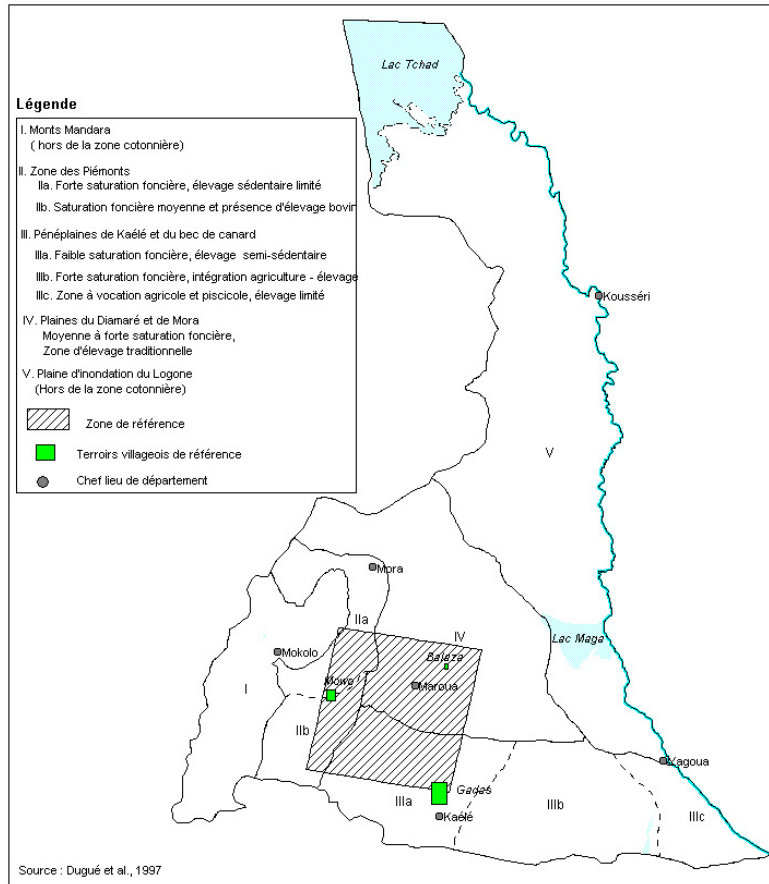 Légende
I. Monts Mandara
( hors de la zone cotonnière)
II. Zone des Piémonts
IIa. Forte saturation foncière, élevage sédentaire limité
IIb. Saturation foncière moyenne et présence d'élevage bovin
III. Pénéplaines de Kaélé et du bec de canard
IIIa. Faible saturation foncière, élevage semi-sédentaire
IIIb. Forte saturation foncière, intégration agriculture - élevage
IIIc. Zone à vocation agricole et piscicole, élevage limité
IV. Plaines du Diamaré et de Mora
Moyenne à forte saturation foncière,
Zone d'élevage traditionnelle
V. Plaine d'inondation du Logone
(Hors de la zone cotonnière)
Zone de référence
Terroirs villageois de référence
Chef lieu de département
Lac Tchad
Kousséri
V
Mora
IIa
IV
Lac Maga
Mokolo
Balaza
Mowo
Maroua
I
IIb
Yagoua
Gadas
IIIa
IIIb
Kaélé
IIIc
Source : Dugué et al., 1997